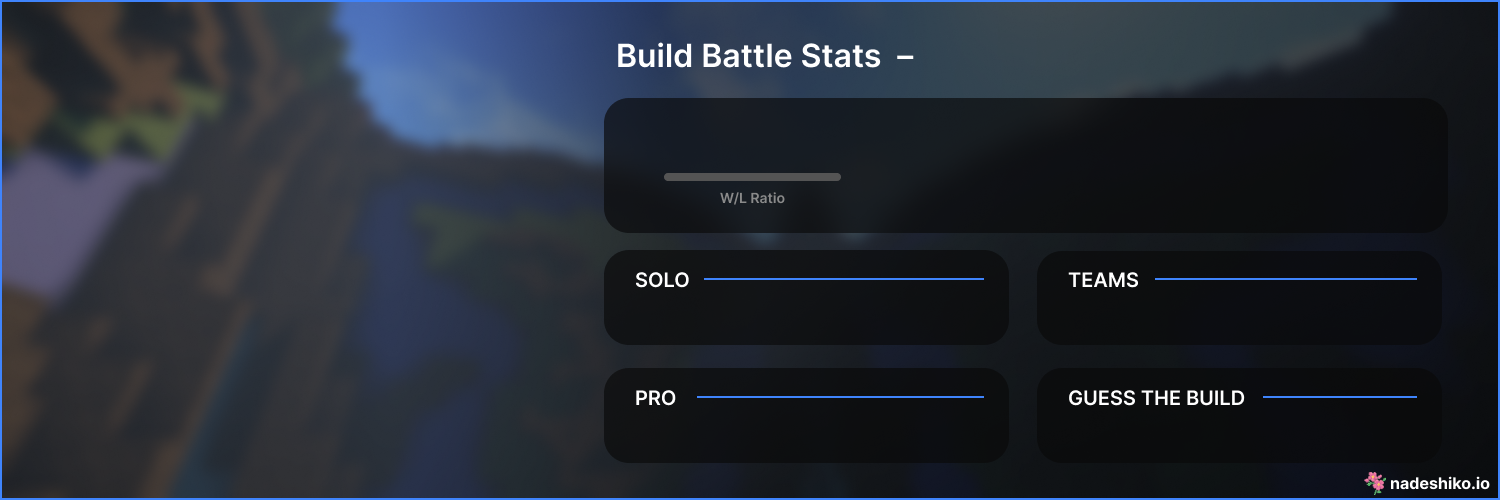 Build Battle Stats –
W/L Ratio
SOLO
TEAMS
PRO
GUESS THE BUILD
nadeshiko.io